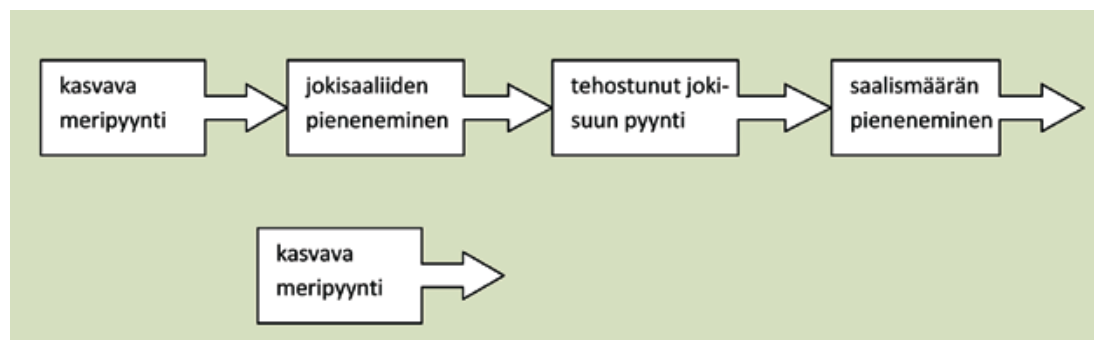 kasvava
meripyynti
jokisaaliiden
pieneneminen
tehostunut joki-
suun pyynti
saalismäärän
pieneneminen
kasvava
meripyynti